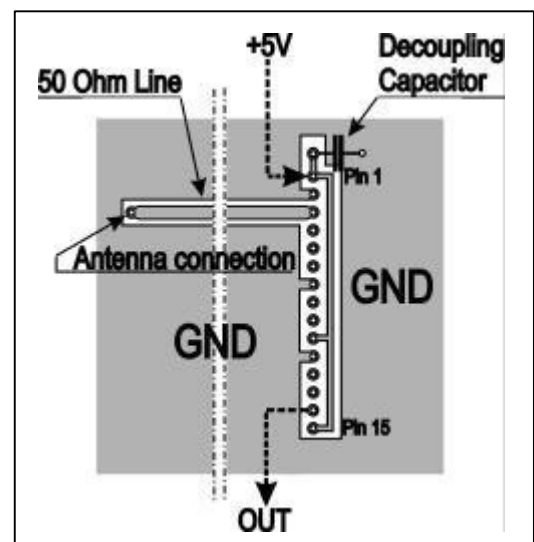 +5V
Decoupling
Capacitor
50 Ohm Line
Pin 1
Antenna connection
GND
GND
Pin 15
OUT